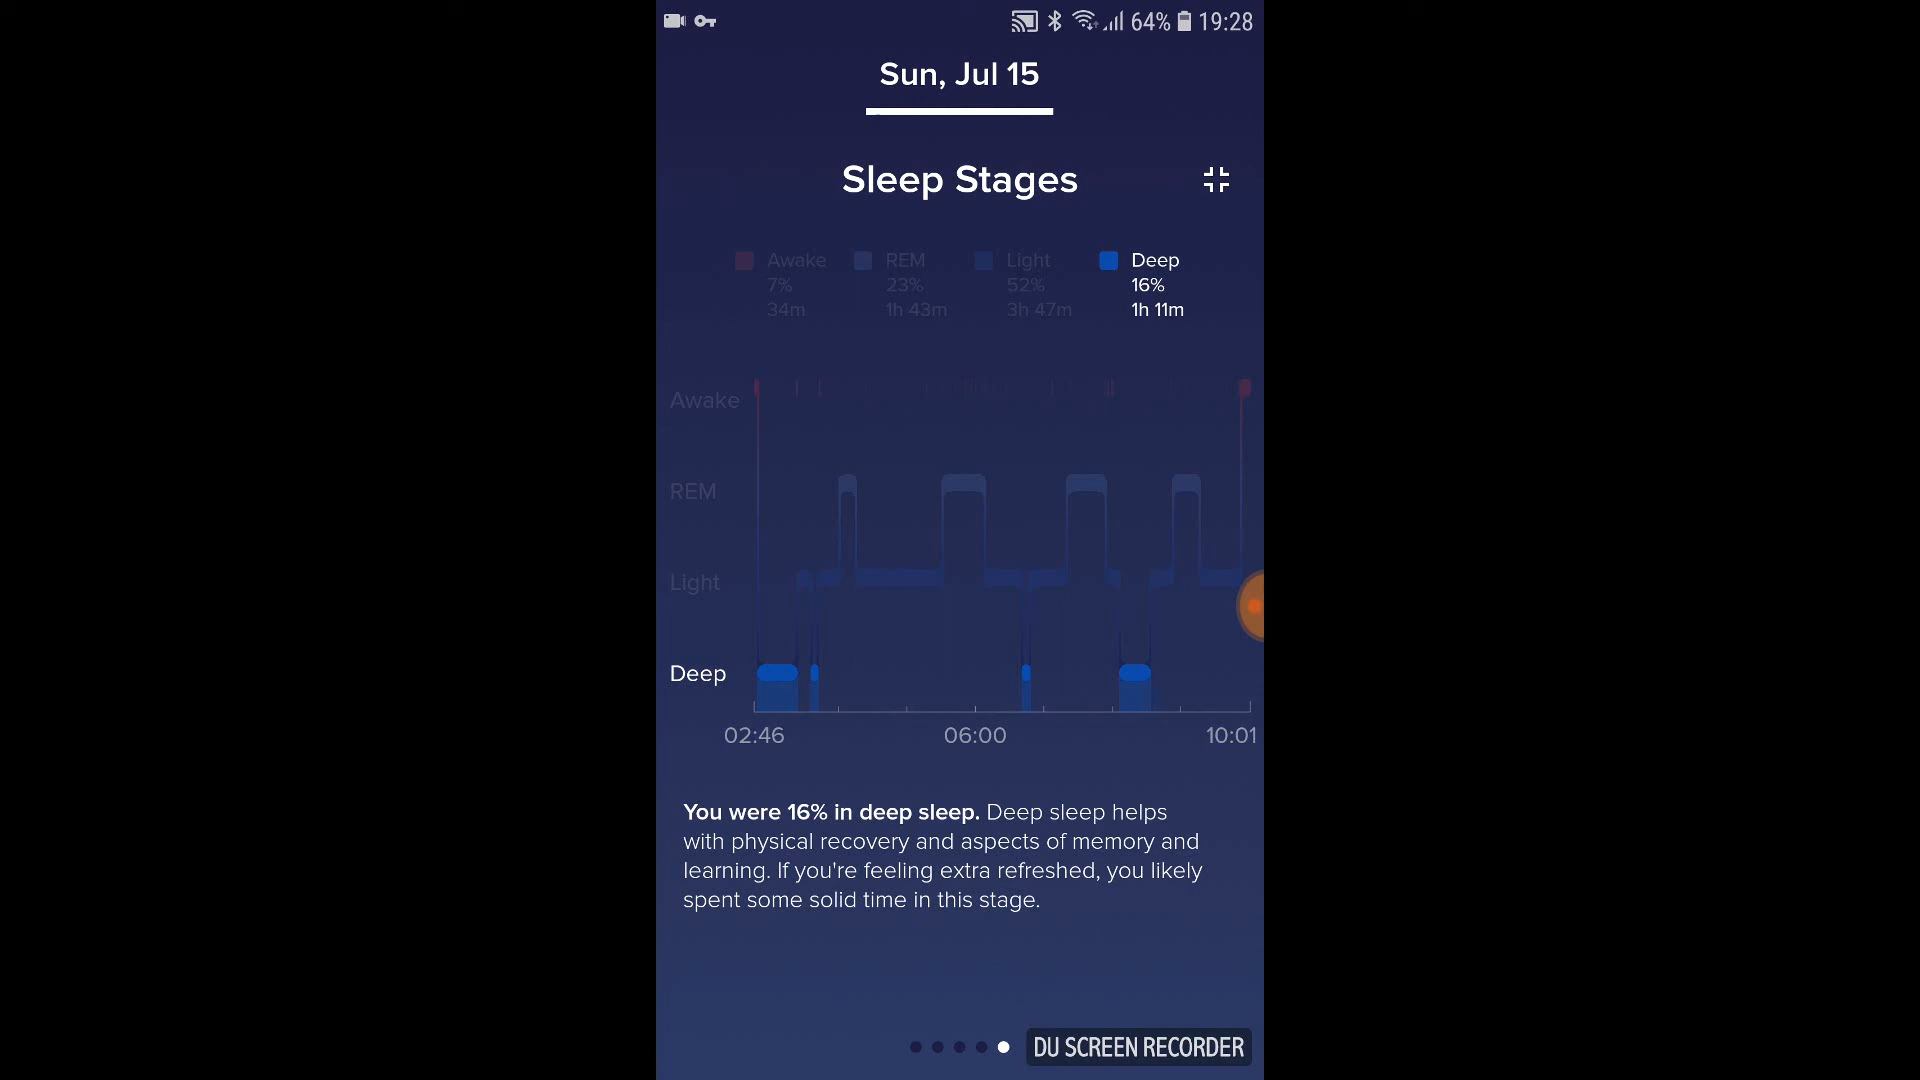 64% 19:28
Sun, Jul 15
Sleep Stages
Awake REM Light Deep
7% 23% 52% 16%
34m 1h 43m 3h 47m 1h 11m
Awake
REM
Light
Deep
02:46 06:00 10:01
You were 16% in deep sleep. Deep sleep helps
with physical recovery and aspects of memory and
learning. If you're feeling extra refreshed, you likely
spent some solid time in this stage.
DU SCREEN RECORDER